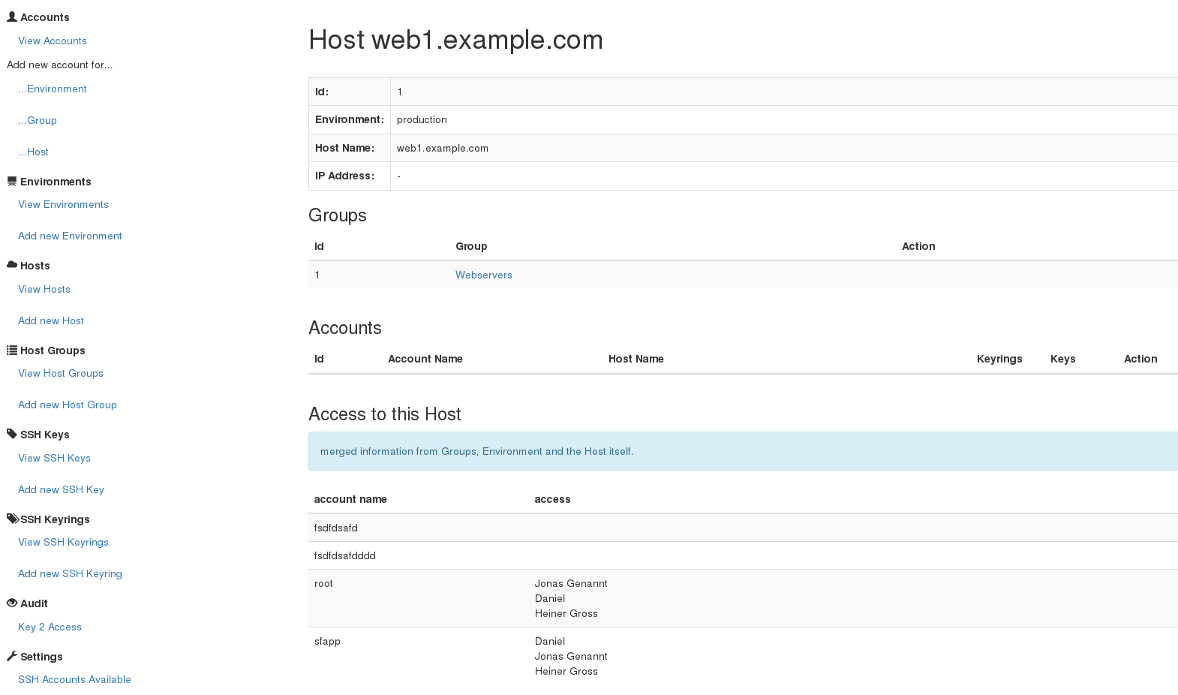 Accounts
View Accounts
Add new account for...
...Environment
...Group
...Host
Environments
View Environments
Add new Environment
Hosts
View Hosts
Add new Host
Host Groups
View Host Groups
Add new Host Group
SSH Keys
View SSH Keys
Add new SSH Key
SSH Keyrings
View SSH Keyrings
Add new SSH Keyring
Audit
Key 2 Access
Settings
SSH Accounts Available
Host web1.example.com
Id: 1
Environment: production
Host Name: web1.example.com
IP Address: -
Groups
Id Group Action
1 Webservers
Accounts
Id Account Name Host Name Keyrings Keys Action
Access to this Host
merged information from Groups, Environment and the Host itself.
account name access
fsdfdsafd
fsdfdsafdddd
root Jonas Genannt
Daniel
Heiner Gross
sfapp Daniel
Jonas Genannt
Heiner Gross